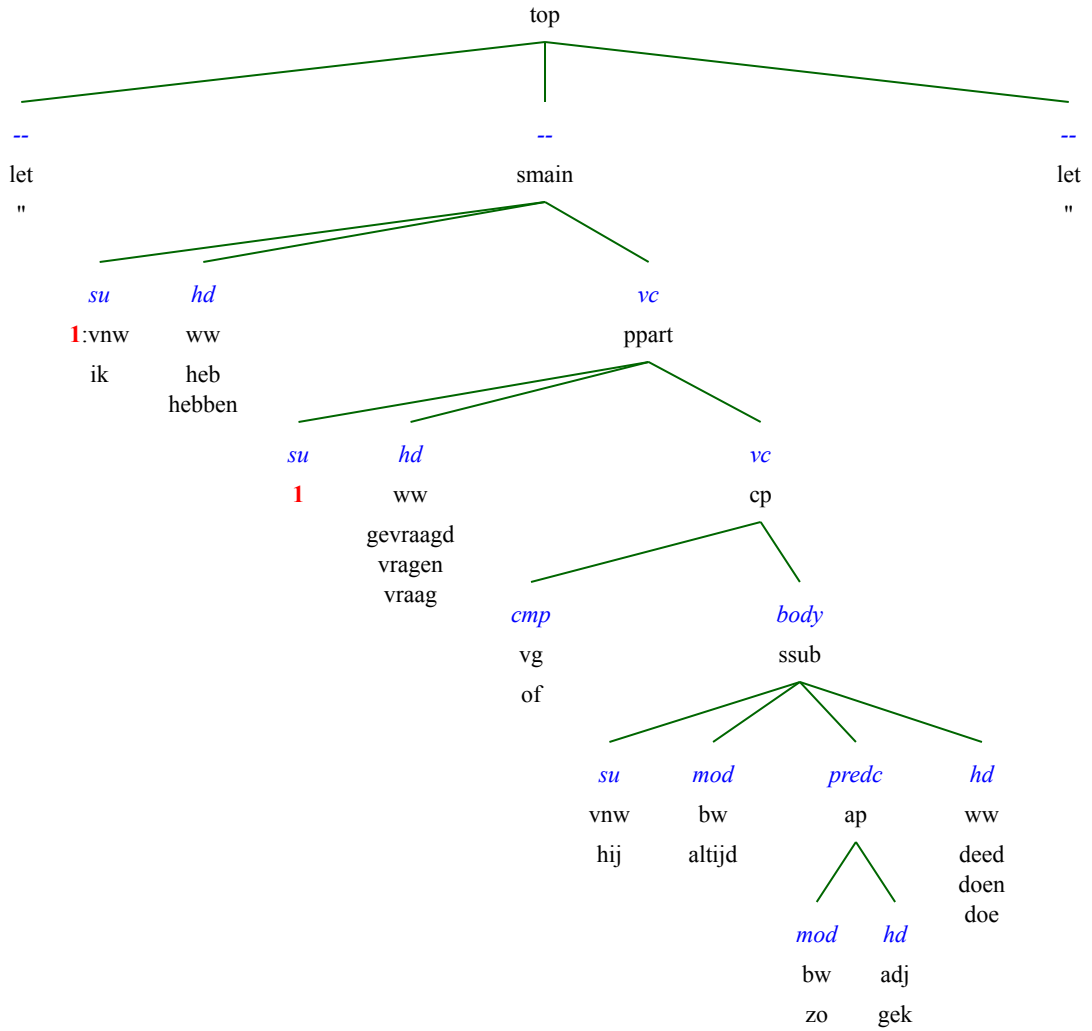 top
-- -- --
let smain let
" "
su hd vc
1:vnw ww ppart
ik heb
hebben
su hd vc
1 ww cp
gevraagd
vragen
vraag
cmp body
vg ssub
of
su mod predc hd
vnw bw ap ww
hij altijd deed
doen
doe
mod hd
bw adj
zo gek